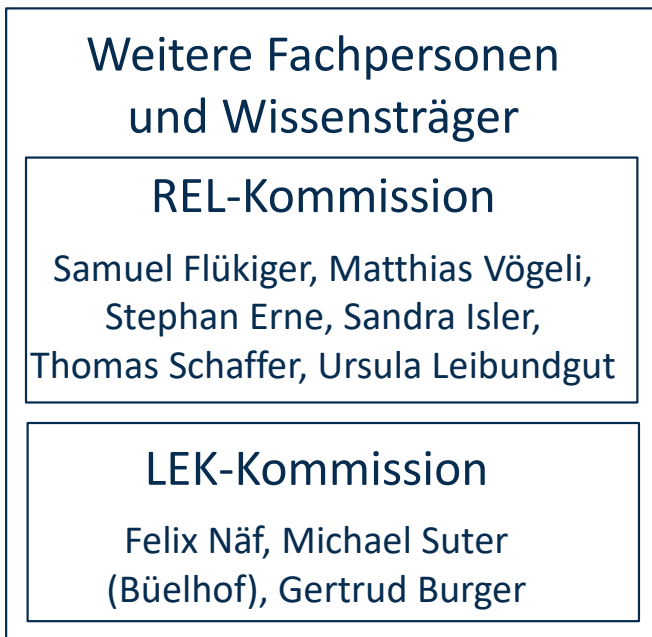 Weitere Fachpersonen
und Wissensträger
REL-Kommission
Samuel Flükiger, Matthias Vögeli,
Stephan Erne, Sandra Isler,
Thomas Schaffer, Ursula Leibundgut
LEK-Kommission
Felix Näf, Michael Suter
(Büelhof), Gertrud Burger